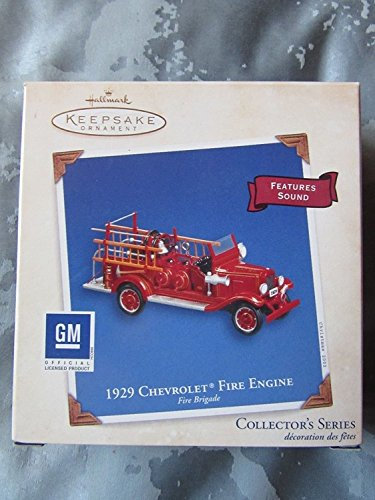 Hallmark
KEEPSAKE
ORNAMENT
FEATURES
SOUND
GM
OFFICIAL
LICENSED PRODUCT
1929 CHEVROLET® FIRE ENGINE
Fire Brigade
COLLECTOR'S SERIES
décoration des fêtes